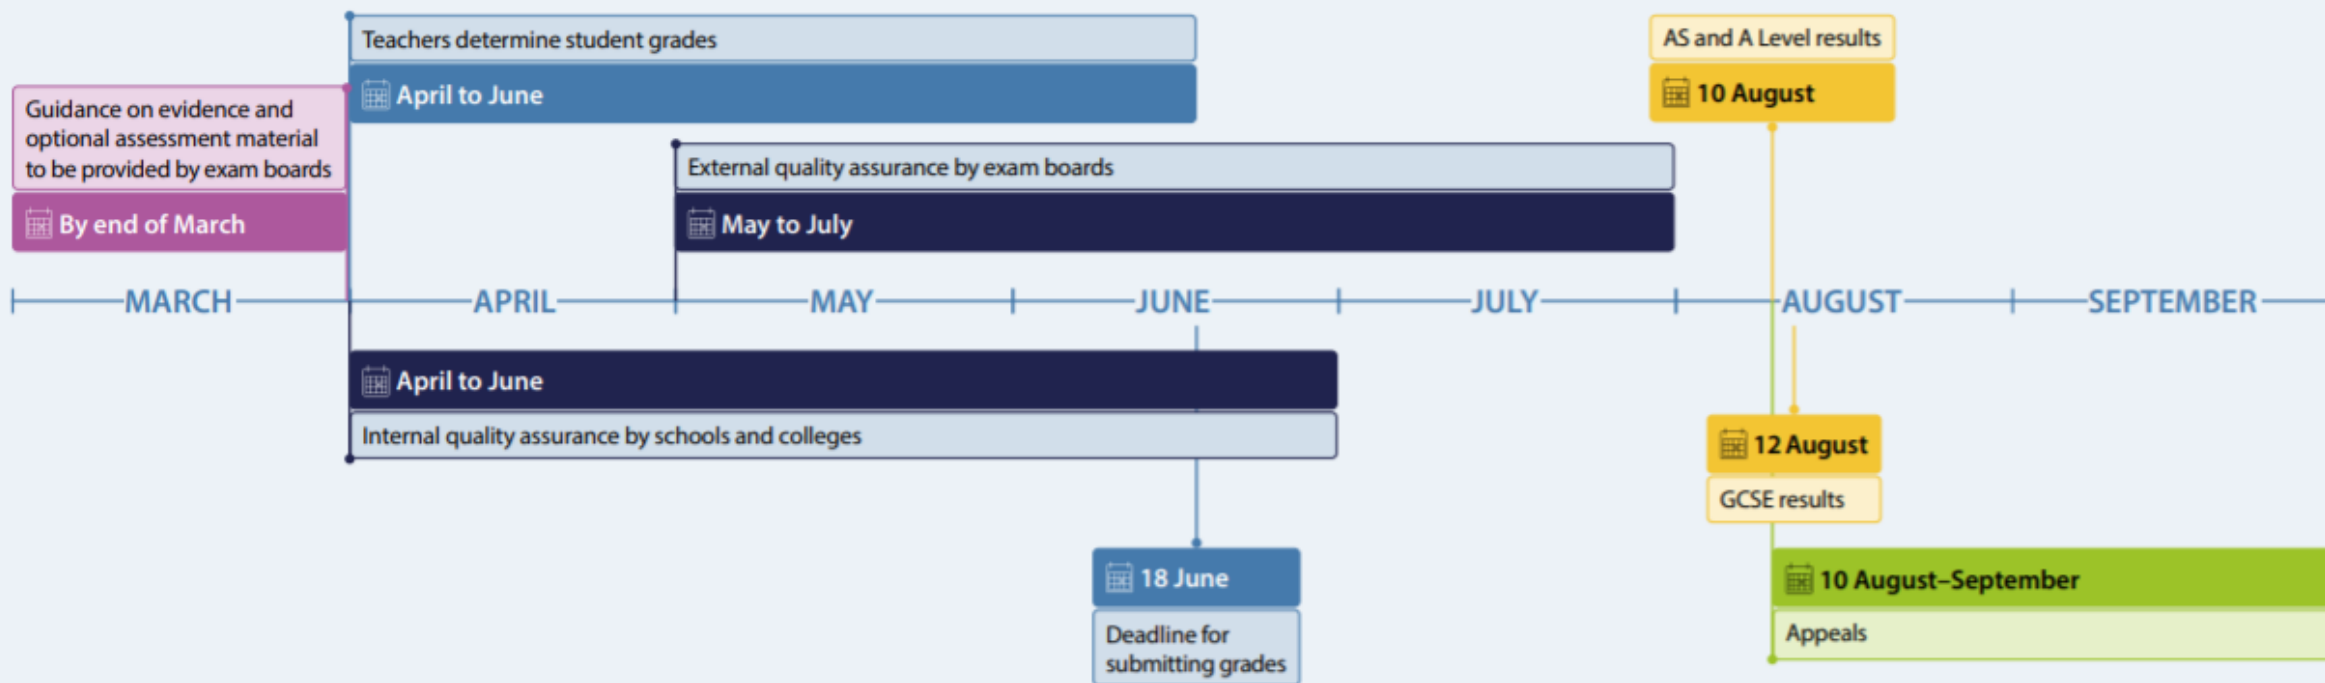 Teachers determine student grades
April to June
AS and A Level results
10 August
Guidance on evidence and
optional assessment material
to be provided by exam boards
By end of March
External quality assurance by exam boards
May to July
MARCH
APRIL
MAY
JUNE
JULY
AUGUST
SEPTEMBER
April to June
Internal quality assurance by schools and colleges
12 August
GCSE results
18 June
Deadline for
submitting grades
10 August–September
Appeals